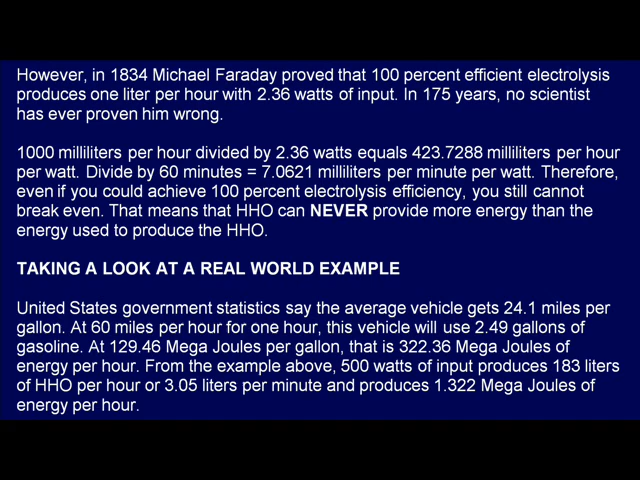 However, in 1834 Michael Faraday proved that 100 percent efficient electrolysis
produces one liter per hour with 2.36 watts of input. In 175 years, no scientist
has ever proven him wrong.
1000 milliliters per hour divided by 2.36 watts equals 423.7288 milliliters per hour
per watt. Divide by 60 minutes = 7.0621 milliliters per minute per watt. Therefore,
even if you could achieve 100 percent electrolysis efficiency, you still cannot
break even. That means that HHO can NEVER provide more energy than the
energy used to produce the HHO.
TAKING A LOOK AT A REAL WORLD EXAMPLE
United States government statistics say the average vehicle gets 24.1 miles per
gallon. At 60 miles per hour for one hour, this vehicle will use 2.49 gallons of
gasoline. At 129.46 Mega Joules per gallon, that is 322.36 Mega Joules of
energy per hour. From the example above, 500 watts of input produces 183 liters
of HHO per hour or 3.05 liters per minute and produces 1.322 Mega Joules of
energy per hour.